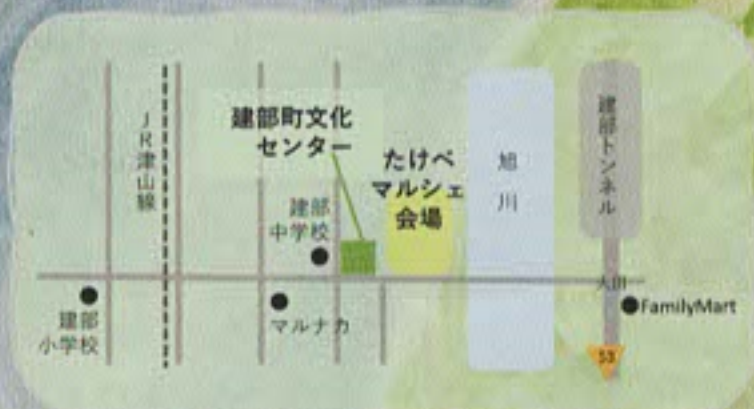 JR津山線
建部町文化
センター
たけべ
マルシェ
会場
旭川
建部トンネル
建部
中学校
建部
小学校
マルナカ
FamilyMart
53